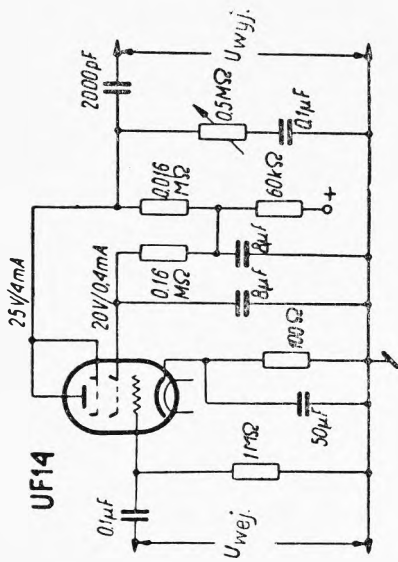 UF14
25V/4mA
2000pF
20V/0,4mA
0,1µF
0,16
MΩ
0,016
MΩ
0,5MΩ
Uwej.
1MΩ
50µF
100Ω
8µF
8µF
60kΩ
+
0,1µF
Uwyj.